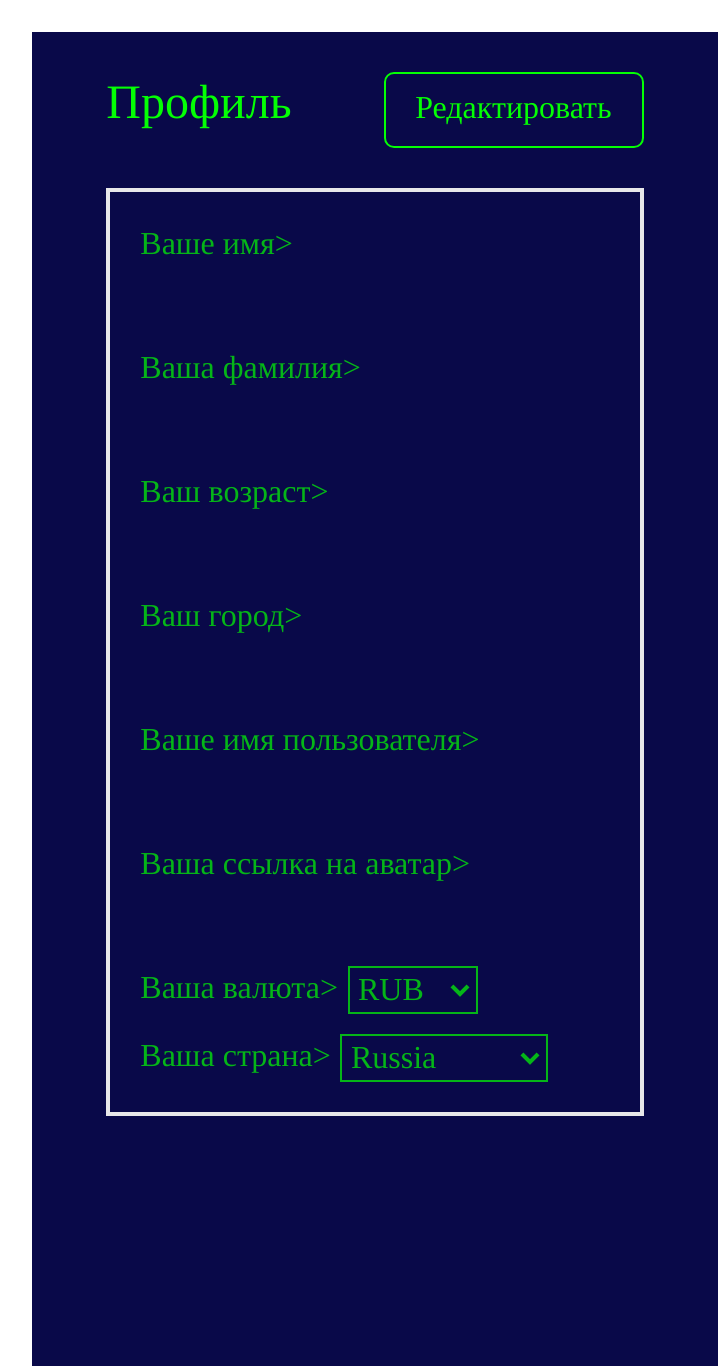 Профиль
Редактировать
Ваше имя>
Ваша фамилия>
Ваш возраст>
Ваш город>
Ваше имя пользователя>
Ваша ссылка на аватар>
Ваша валюта> RUB
Ваша страна> Russia